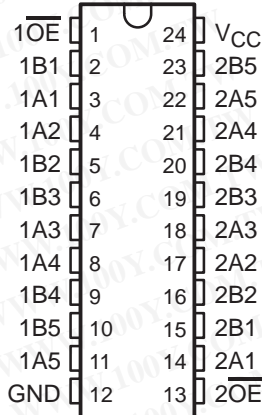 1O̅E̅ 1 24 VCC
1B1 2 23 2B5
1A1 3 22 2A5
1A2 4 21 2A4
1B2 5 20 2B4
1B3 6 19 2B3
1A3 7 18 2A3
1A4 8 17 2A2
1B4 9 16 2B2
1B5 10 15 2B1
1A5 11 14 2A1
GND 12 13 2O̅E̅